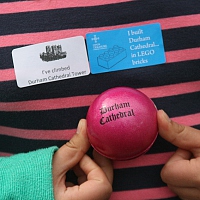 I've climbed
Durham Cathedral Tower
I built
Durham
Cathedral...
in LEGO
bricks
Durham
Cathedral